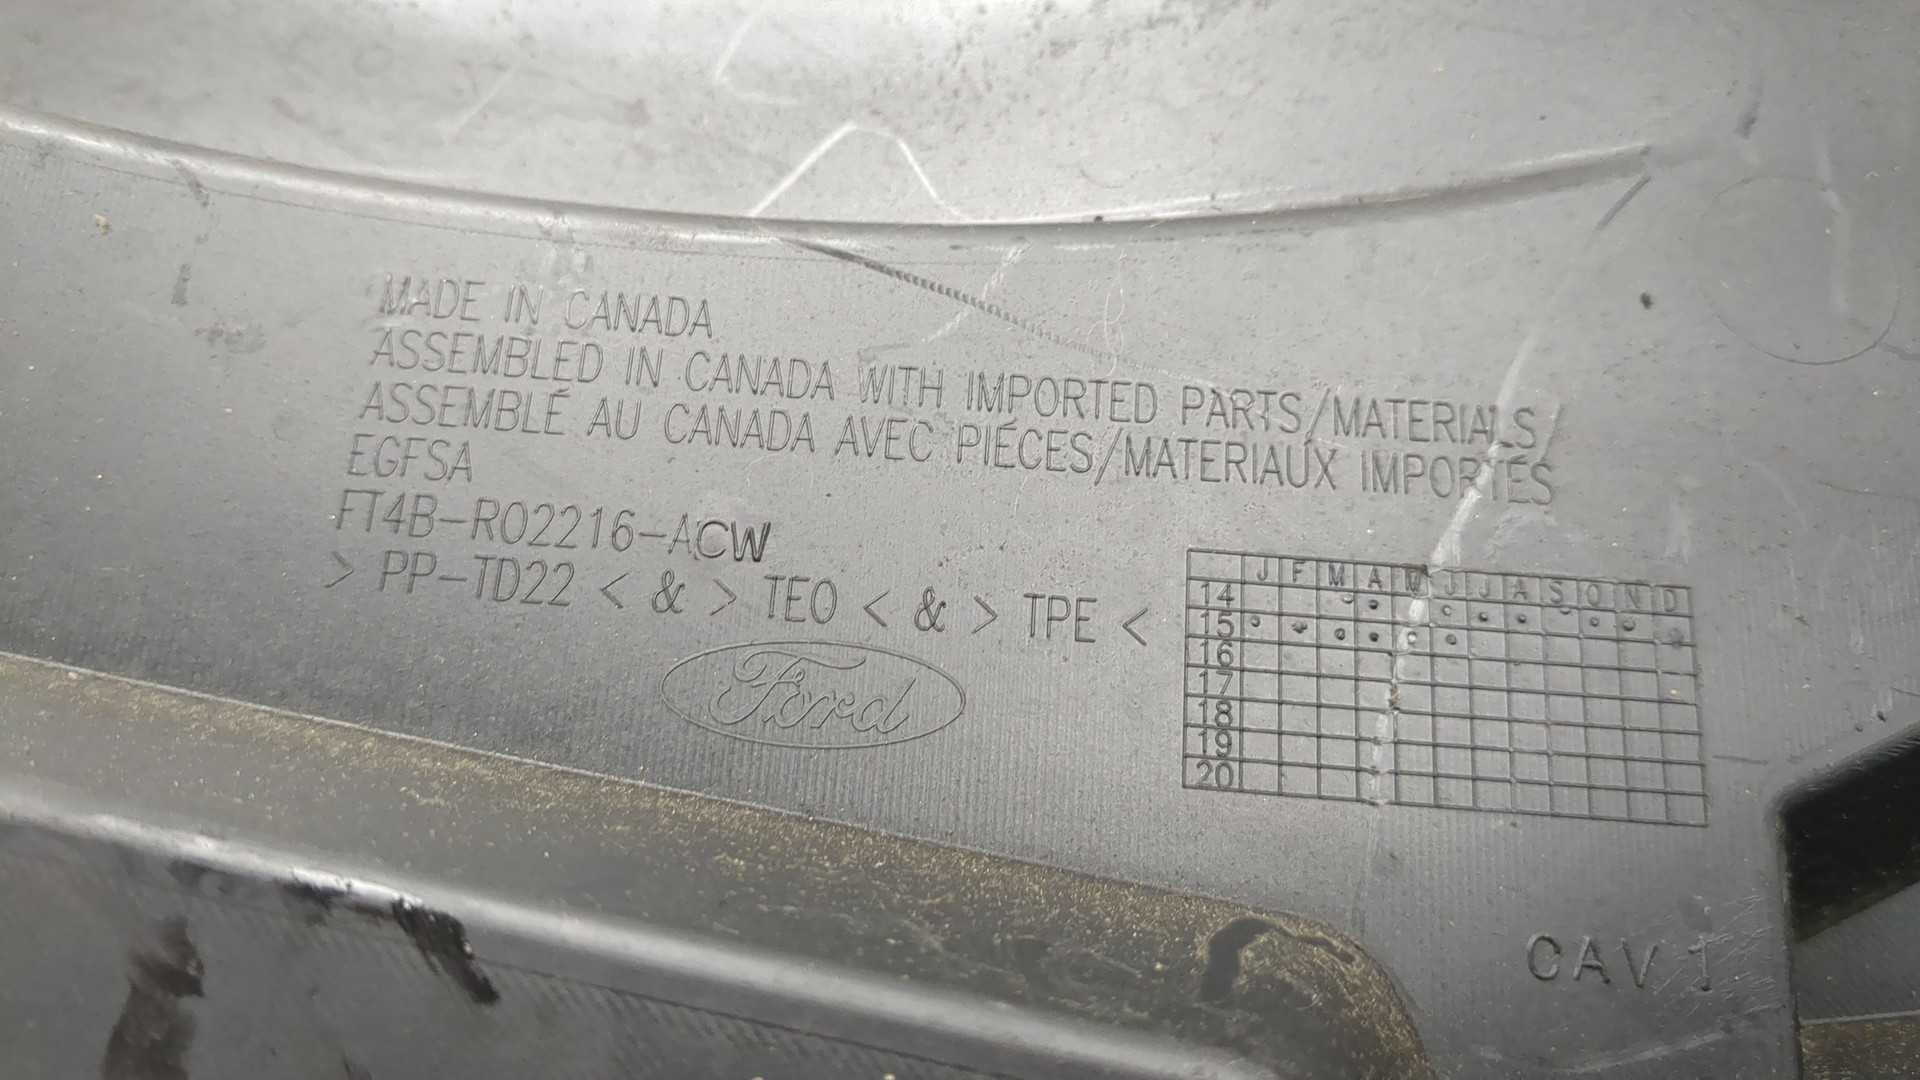 MADE IN CANADA
ASSEMBLED IN CANADA WITH IMPORTED PARTS/MATERIALS/
ASSEMBLÉ AU CANADA AVEC PIÉCES/MATERIAUX IMPORTÉS
EGFSA
FT4B-R02216-ACW
> PP-TD22 < & > TEO < & > TPE <
Ford
J F M A M J J A S O N D
14
15
16
17
18
19
20
CAV 1